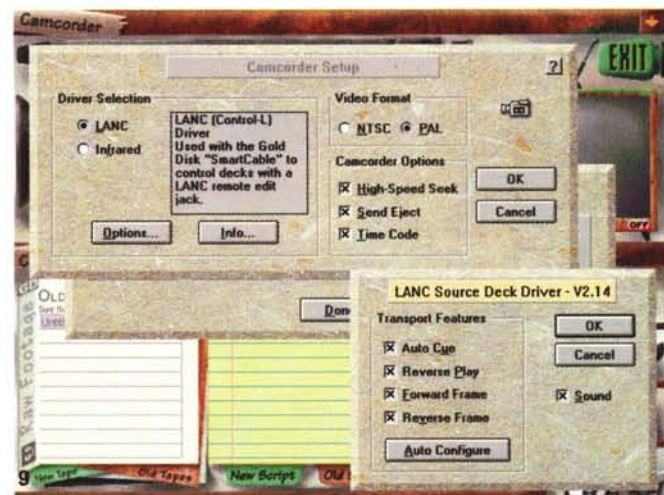 Camcorder
EXIT
Camcorder Setup
?
Driver Selection
LANC
Infrared
LANC (Control-L)
Driver
Used with the Gold
Disk "SmartCable" to
control decks with a
LANC remote edit
jack.
Options...
Info...
Video Format
NTSC
PAL
Camcorder Options
High-Speed Seek
Send Eject
Time Code
OK
Cancel
OFF
Raw Footage
LANC Source Deck Driver - V2.14
Transport Features
Auto Cue
Reverse Play
Forward Frame
Reverse Frame
Auto Configure
OK
Cancel
Sound
9
New Tape
Old Tapes
New Script